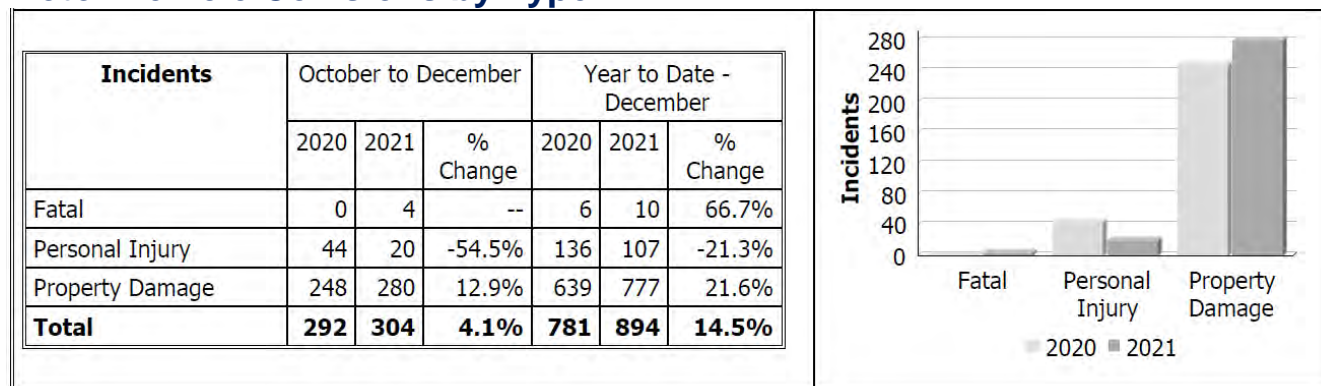 Incidents October to December Year to Date -
December
2020 2021 % Change 2020 2021 % Change
Fatal 0 4 -- 6 10 66.7%
Personal Injury 44 20 -54.5% 136 107 -21.3%
Property Damage 248 280 12.9% 639 777 21.6%
Total 292 304 4.1% 781 894 14.5%
Incidents
280
240
200
160
120
80
40
0
Fatal Personal Injury Property Damage
2020 2021